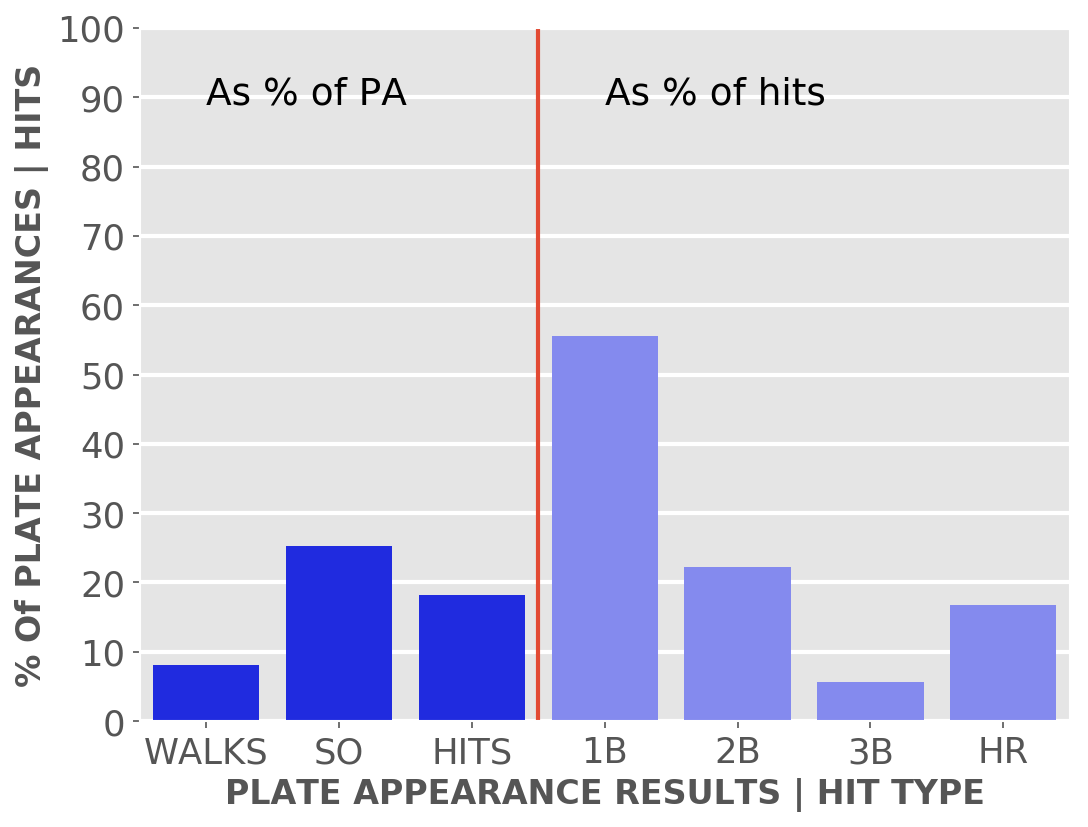 % Of PLATE APPEARANCES | HITS
100
90
80
70
60
50
40
30
20
10
0
As % of PA
As % of hits
WALKS SO HITS 1B 2B 3B HR
PLATE APPEARANCE RESULTS | HIT TYPE